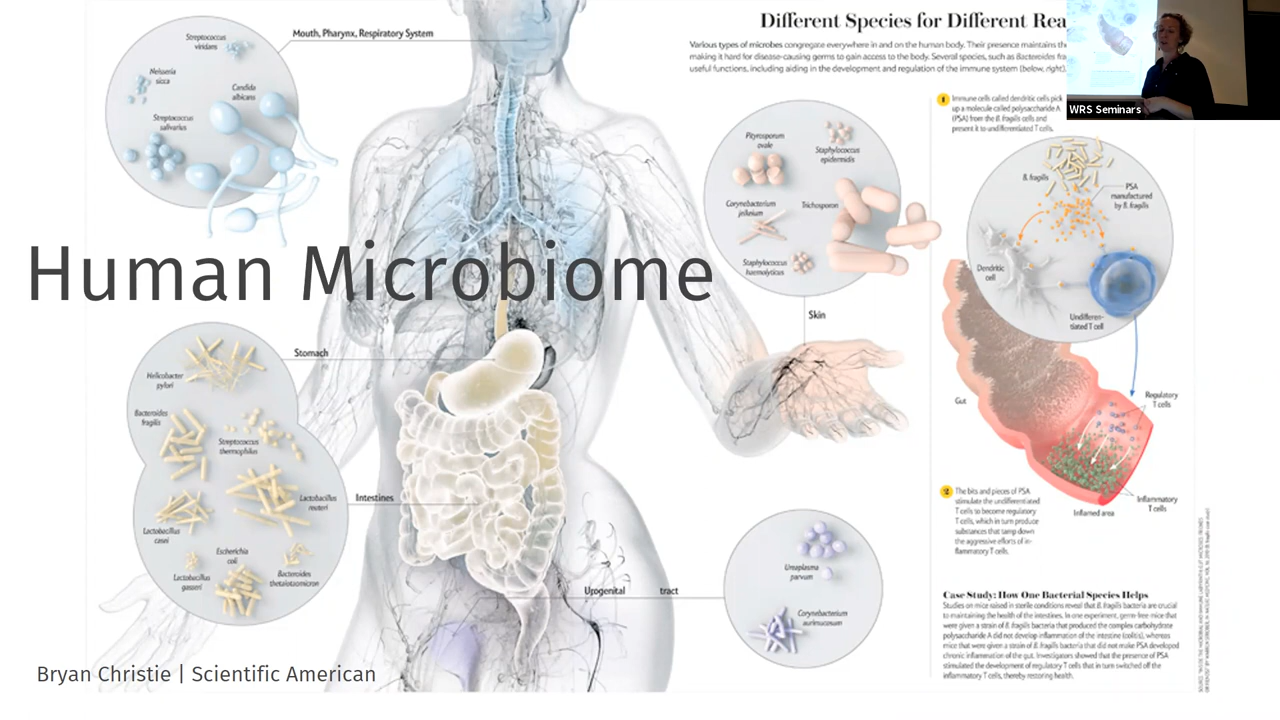 Different Species for Different Rea
Various types of microbes congregate everywhere in and on the human body. Their presence maintains the
making it hard for disease-causing germs to gain access to the body. Several species, such as Bacteroides fra
useful functions, including aiding in the development and regulation of the immune system (below, right).
WRS Seminars
Mouth, Pharynx, Respiratory System
Streptococcus
viridans
Neisseria
sicca
Candida
albicans
Streptococcus
salivarius
Human Microbiome
Pityrosporum
ovale
Staphylococcus
epidermidis
Corynebacterium
jeikeium
Trichosporon
Staphylococcus
haemolyticus
Skin
1 Immune cells called dendritic cells pick
up a molecule called polysaccharide A
(PSA) from the B. fragilis cells and
present it to undifferentiated T cells.
B. fragilis
PSA
manufactured
by B. fragilis
Dendritic
cell
Undifferen-
tiated T cell
Gut
Regulatory
T cells
Inflammatory
T cells
Inflamed area
2 The bits and pieces of PSA
stimulate the undifferentiated
T cells to become regulatory
T cells, which in turn produce
substances that tamp down
the aggressive efforts of in-
flammatory T cells.
Stomach
Helicobacter
pylori
Bacteroides
fragilis
Streptococcus
thermophilus
Lactobacillus
reuteri
Intestines
Lactobacillus
casei
Escherichia
coli
Lactobacillus
gasseri
Bacteroides
thetaiotaomicron
Urogenital tract
Ureaplasma
parvum
Corynebacterium
aurimucosum
Case Study: How One Bacterial Species Helps
Studies on mice raised in sterile conditions reveal that B. fragilis bacteria are crucial
to maintaining the health of the intestines. In one experiment, germ-free mice that
were given a strain of B. fragilis bacteria that produced the complex carbohydrate
polysaccharide A did not develop inflammation of the intestine (colitis), whereas
mice that were given a strain of B. fragilis bacteria that did not make PSA developed
chronic inflammation of the gut. Investigators showed that the presence of PSA
stimulated the development of regulatory T cells that in turn switched off the
inflammatory T cells, thereby restoring health.
Bryan Christie | Scientific American